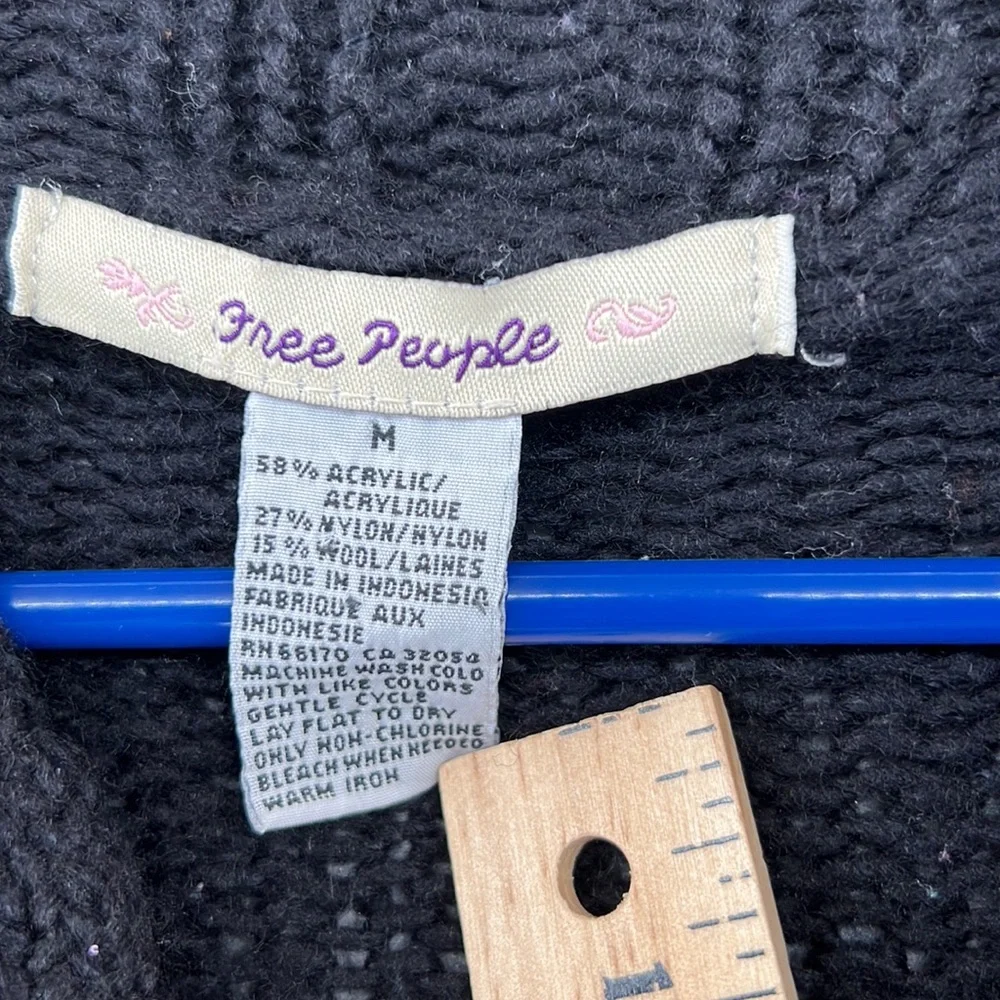 Free People
M
58% ACRYLIC/
ACRYLIQUE
27% NYLON/NYLON
15% WOOL/LAINES
MADE IN INDONESIA
FABRIQUE AUX
INDONESIE
RN66170 CA 32054
MACHINE WASH COLD
WITH LIKE COLORS
GENTLE CYCLE
LAY FLAT TO DRY
ONLY NON-CHLORINE
BLEACH WHEN NEEDED
WARM IRON
1